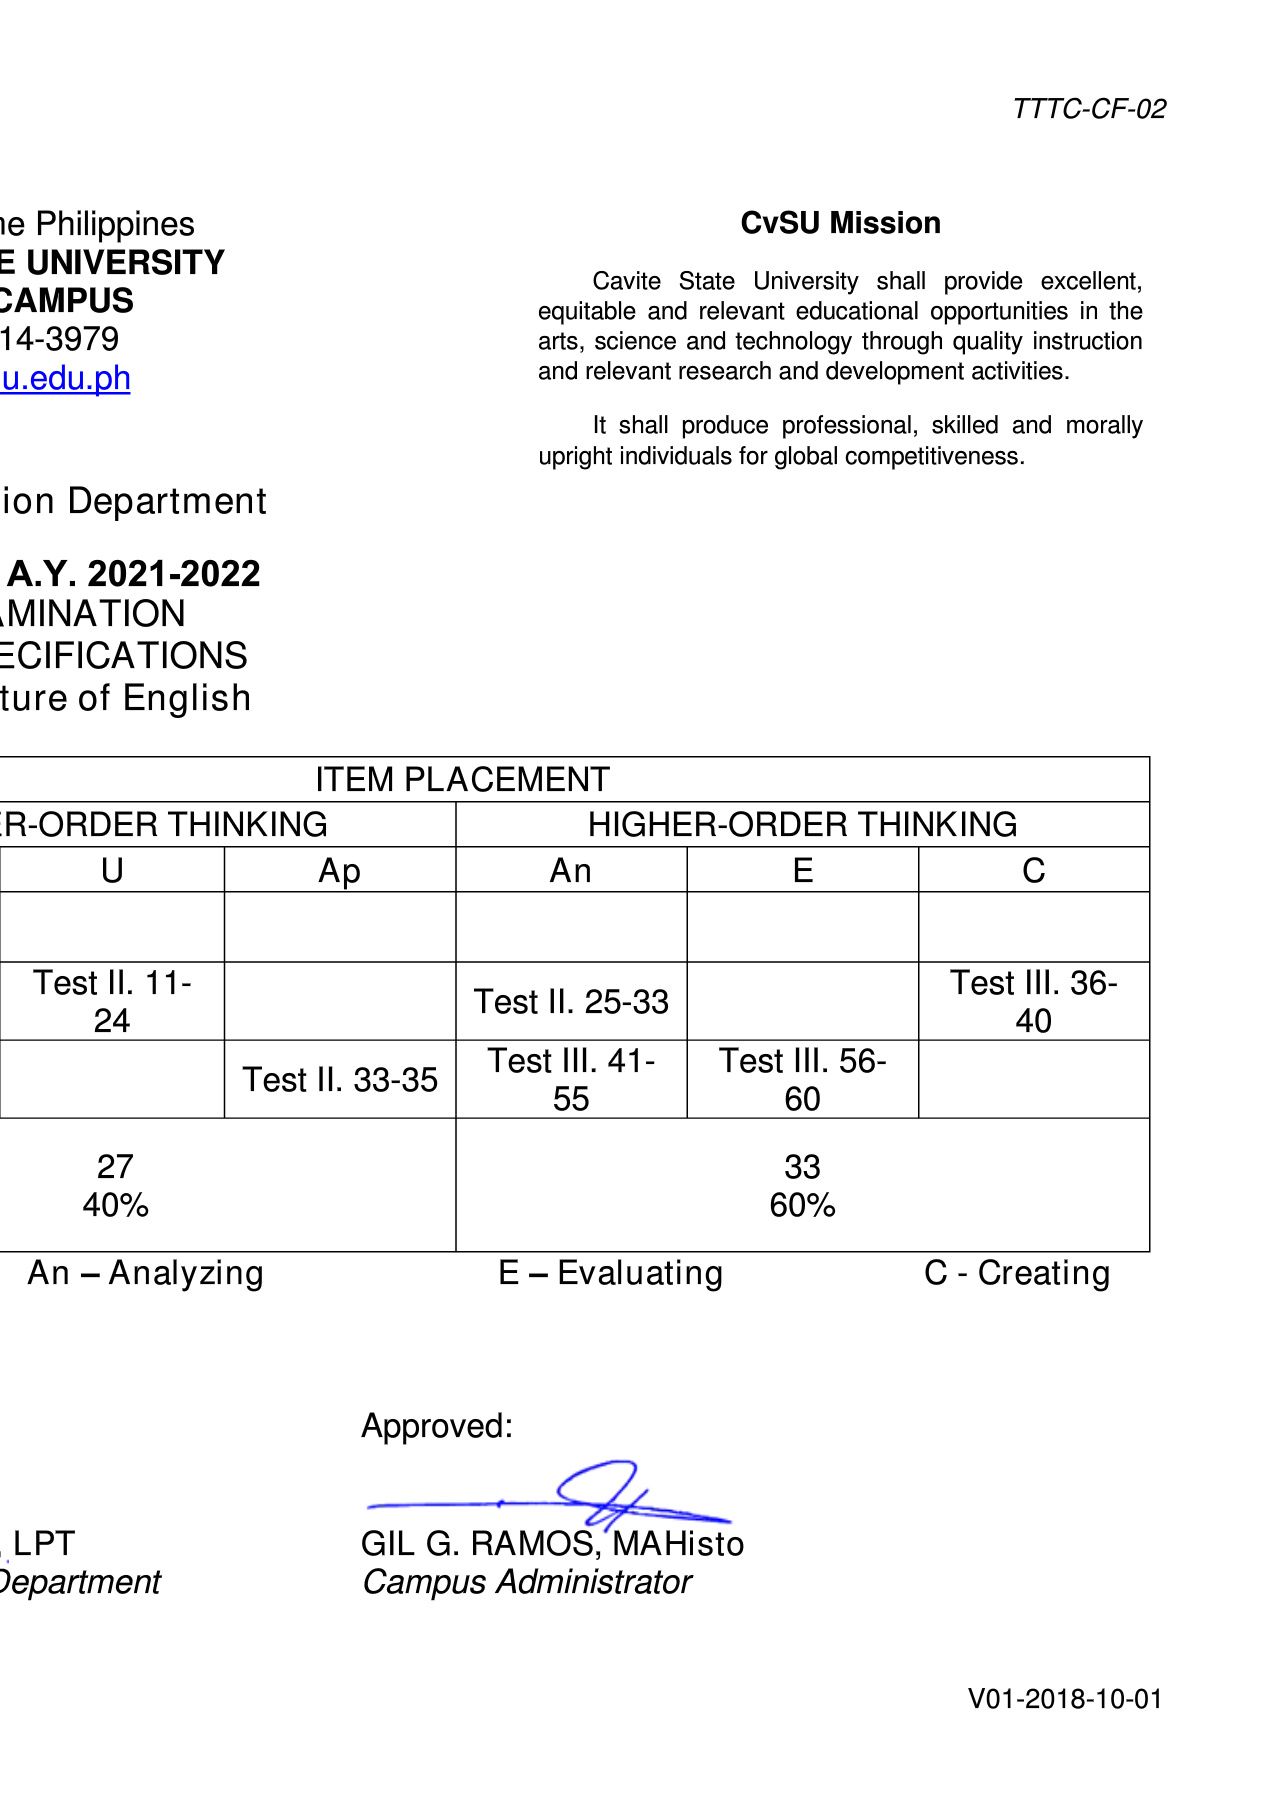 TTTC-CF-02
ne Philippines
E UNIVERSITY
CAMPUS
14-3979
u.edu.ph
CvSU Mission
Cavite State University shall provide excellent,
equitable and relevant educational opportunities in the
arts, science and technology through quality instruction
and relevant research and development activities.
It shall produce professional, skilled and morally
upright individuals for global competitiveness.
ion Department
A.Y. 2021-2022
AMINATION
ECIFICATIONS
ture of English
ITEM PLACEMENT
ER-ORDER THINKING HIGHER-ORDER THINKING
U Ap An E C
Test II. 11-
24
Test II. 25-33
Test III. 36-
40
Test II. 33-35
Test III. 41-
55
Test III. 56-
60
27
40%
33
60%
An – Analyzing E – Evaluating C - Creating
Approved:
, LPT
Department
GIL G. RAMOS, MAHisto
Campus Administrator
V01-2018-10-01